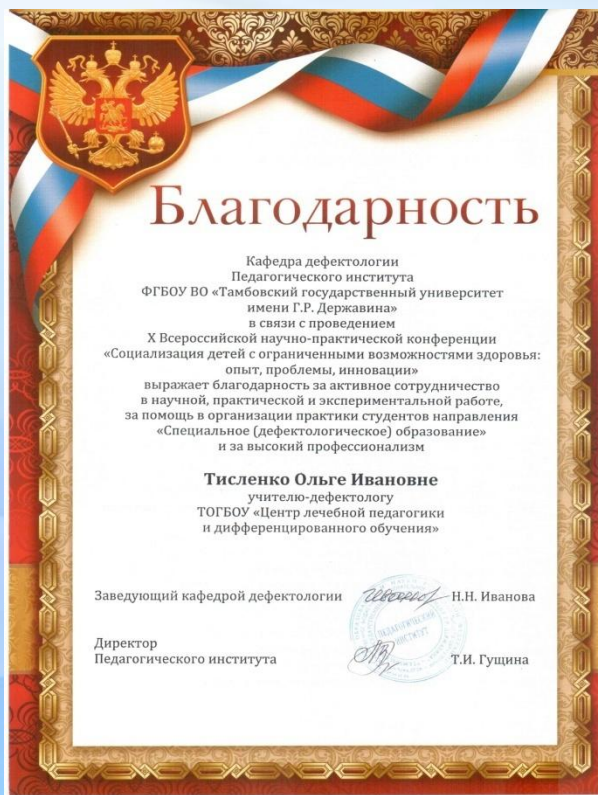 Благодарность
Кафедра дефектологии
Педагогического института
ФГБОУ ВО «Тамбовский государственный университет
имени Г.Р. Державина»
в связи с проведением
X Всероссийской научно-практической конференции
«Социализация детей с ограниченными возможностями здоровья:
опыт, проблемы, инновации»
выражает благодарность за активное сотрудничество
в научной, практической и экспериментальной работе,
за помощь в организации практики студентов направления
«Специальное (дефектологическое) образование»
и за высокий профессионализм
Тисленко Ольге Ивановне
учителю-дефектологу
ТОГБОУ «Центр лечебной педагогики
и дифференцированного обучения»
Заведующий кафедрой дефектологии Н.Н. Иванова
ПЕДАГОГИЧЕСКИЙ
ИНСТИТУТ
Директор
Педагогического института Т.И. Гущина